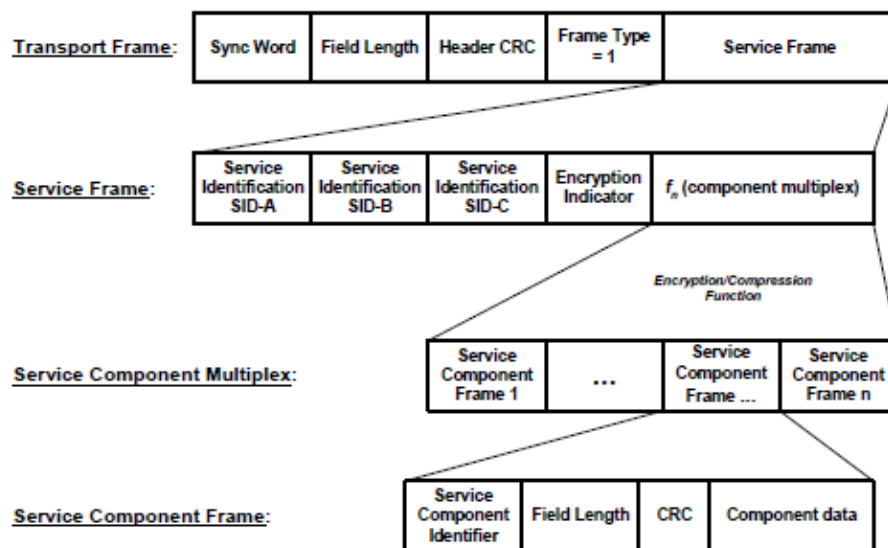 Transport Frame:
Sync Word
Field Length
Header CRC
Frame Type
= 1
Service Frame
Service Frame:
Service
Identification
SID-A
Service
Identification
SID-B
Service
Identification
SID-C
Encryption
Indicator
fn (component multiplex)
Encryption/Compression
Function
Service Component Multiplex:
Service
Component
Frame 1
...
Service
Component
Frame ...
Service
Component
Frame n
Service Component Frame:
Service
Component
Identifier
Field Length
CRC
Component data